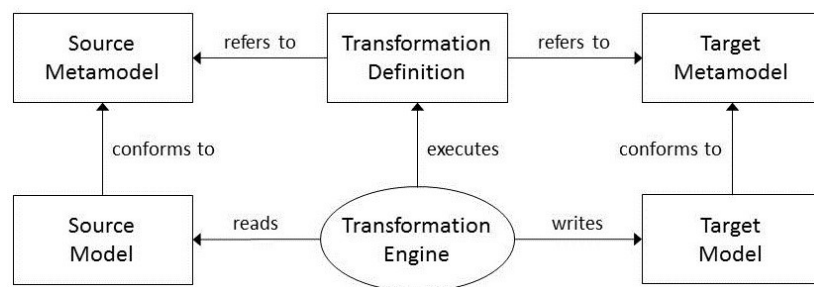 Source
Metamodel
refers to
Transformation
Definition
refers to
Target
Metamodel
conforms to
executes
conforms to
Source
Model
reads
Transformation
Engine
writes
Target
Model